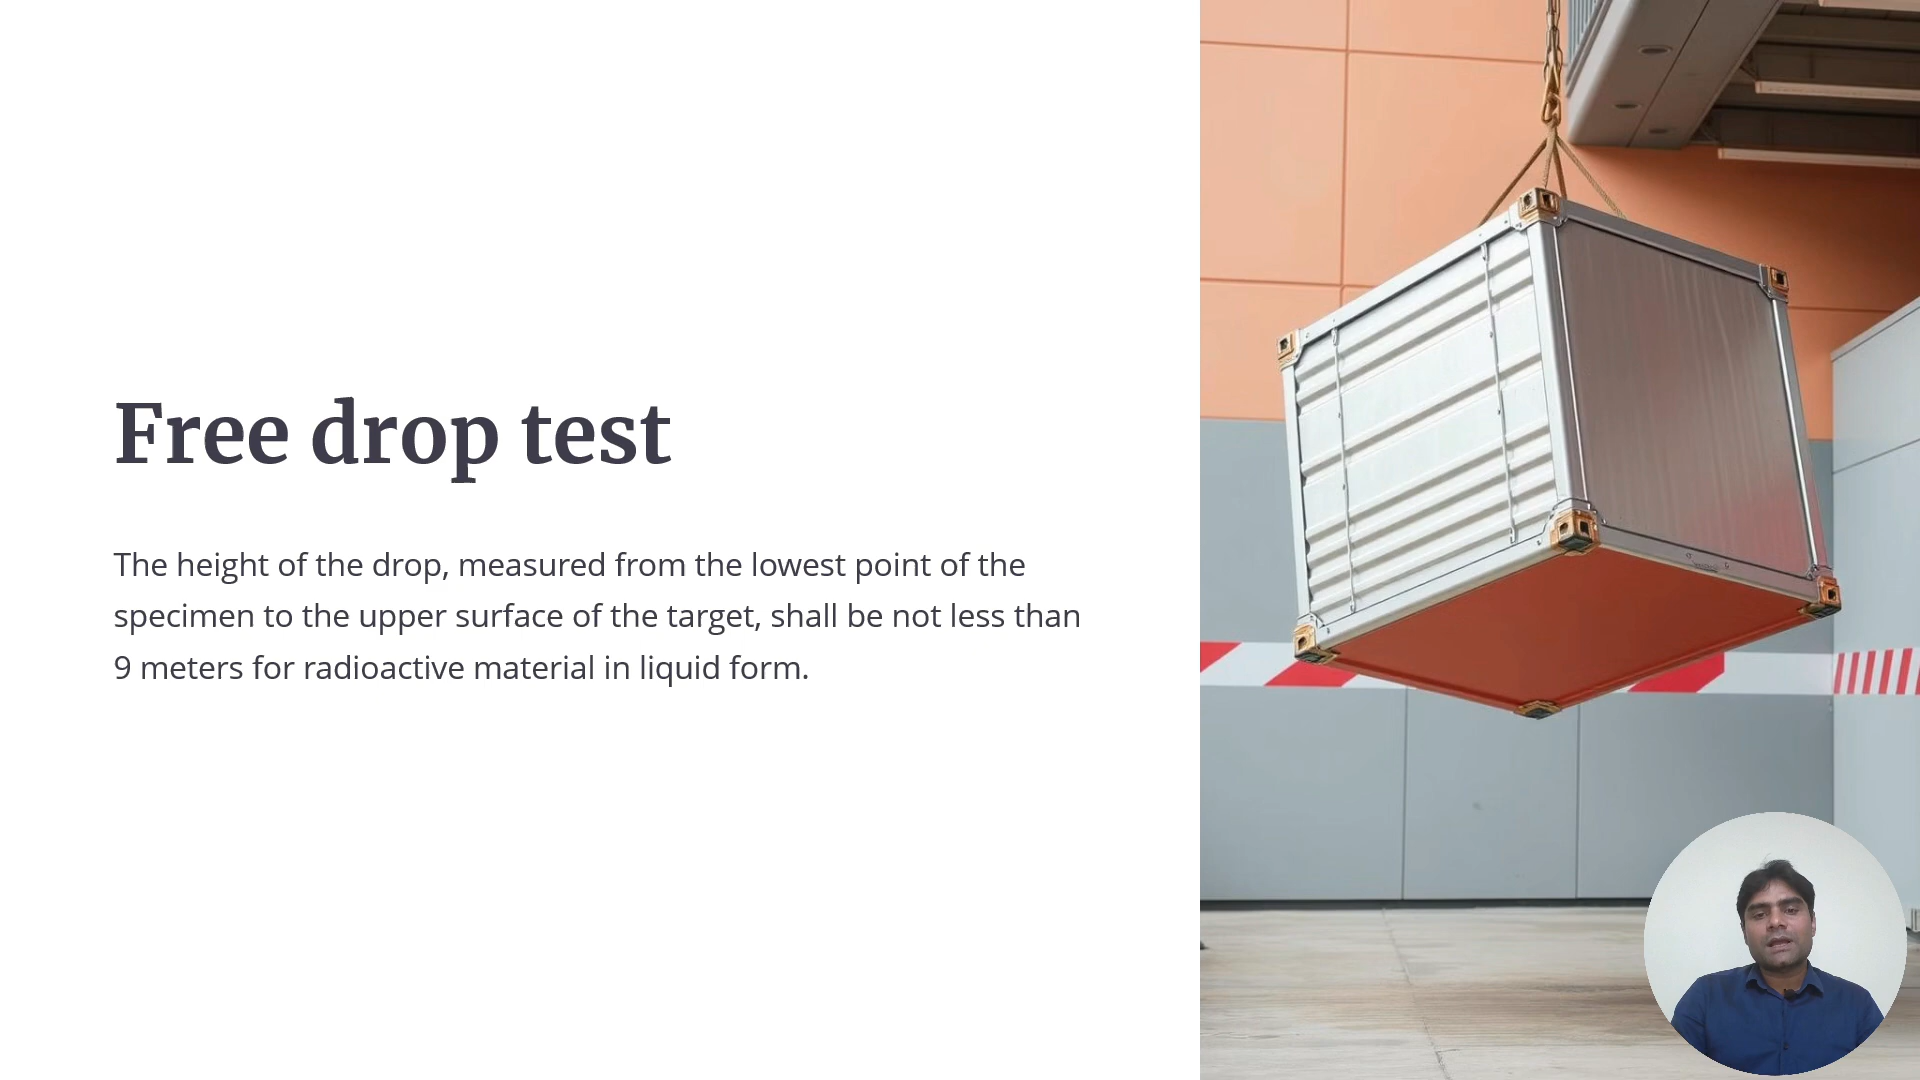 Free drop test
The height of the drop, measured from the lowest point of the
specimen to the upper surface of the target, shall be not less than
9 meters for radioactive material in liquid form.